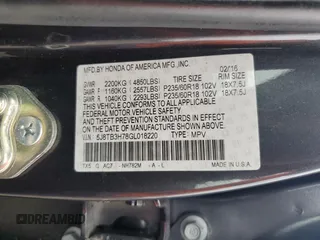 MFD.BY HONDA OF AMERICA MFG.,INC. 02/16
GVWR 2200KG ( 4850LBS) TIRE SIZE RIM SIZE
GAWR F 1160KG ( 2557LBS) P235/60R18 102V 18X7.5J
GAWR R 1040KG ( 2293LBS) P235/60R18 102V 18X7.5J
THIS VEHICLE CONFORMS TO ALL APPLICABLE
FEDERAL MOTOR VEHICLE SAFETY AND
THEFT PREVENTION STANDARDS IN EFFECT ON
THE DATE OF MANUFACTURE SHOWN ABOVE.
V.I.N.: 5J8TB3H78GL018220 TYPE: MPV
G AC7 NH762M -A-L
DREAMBID